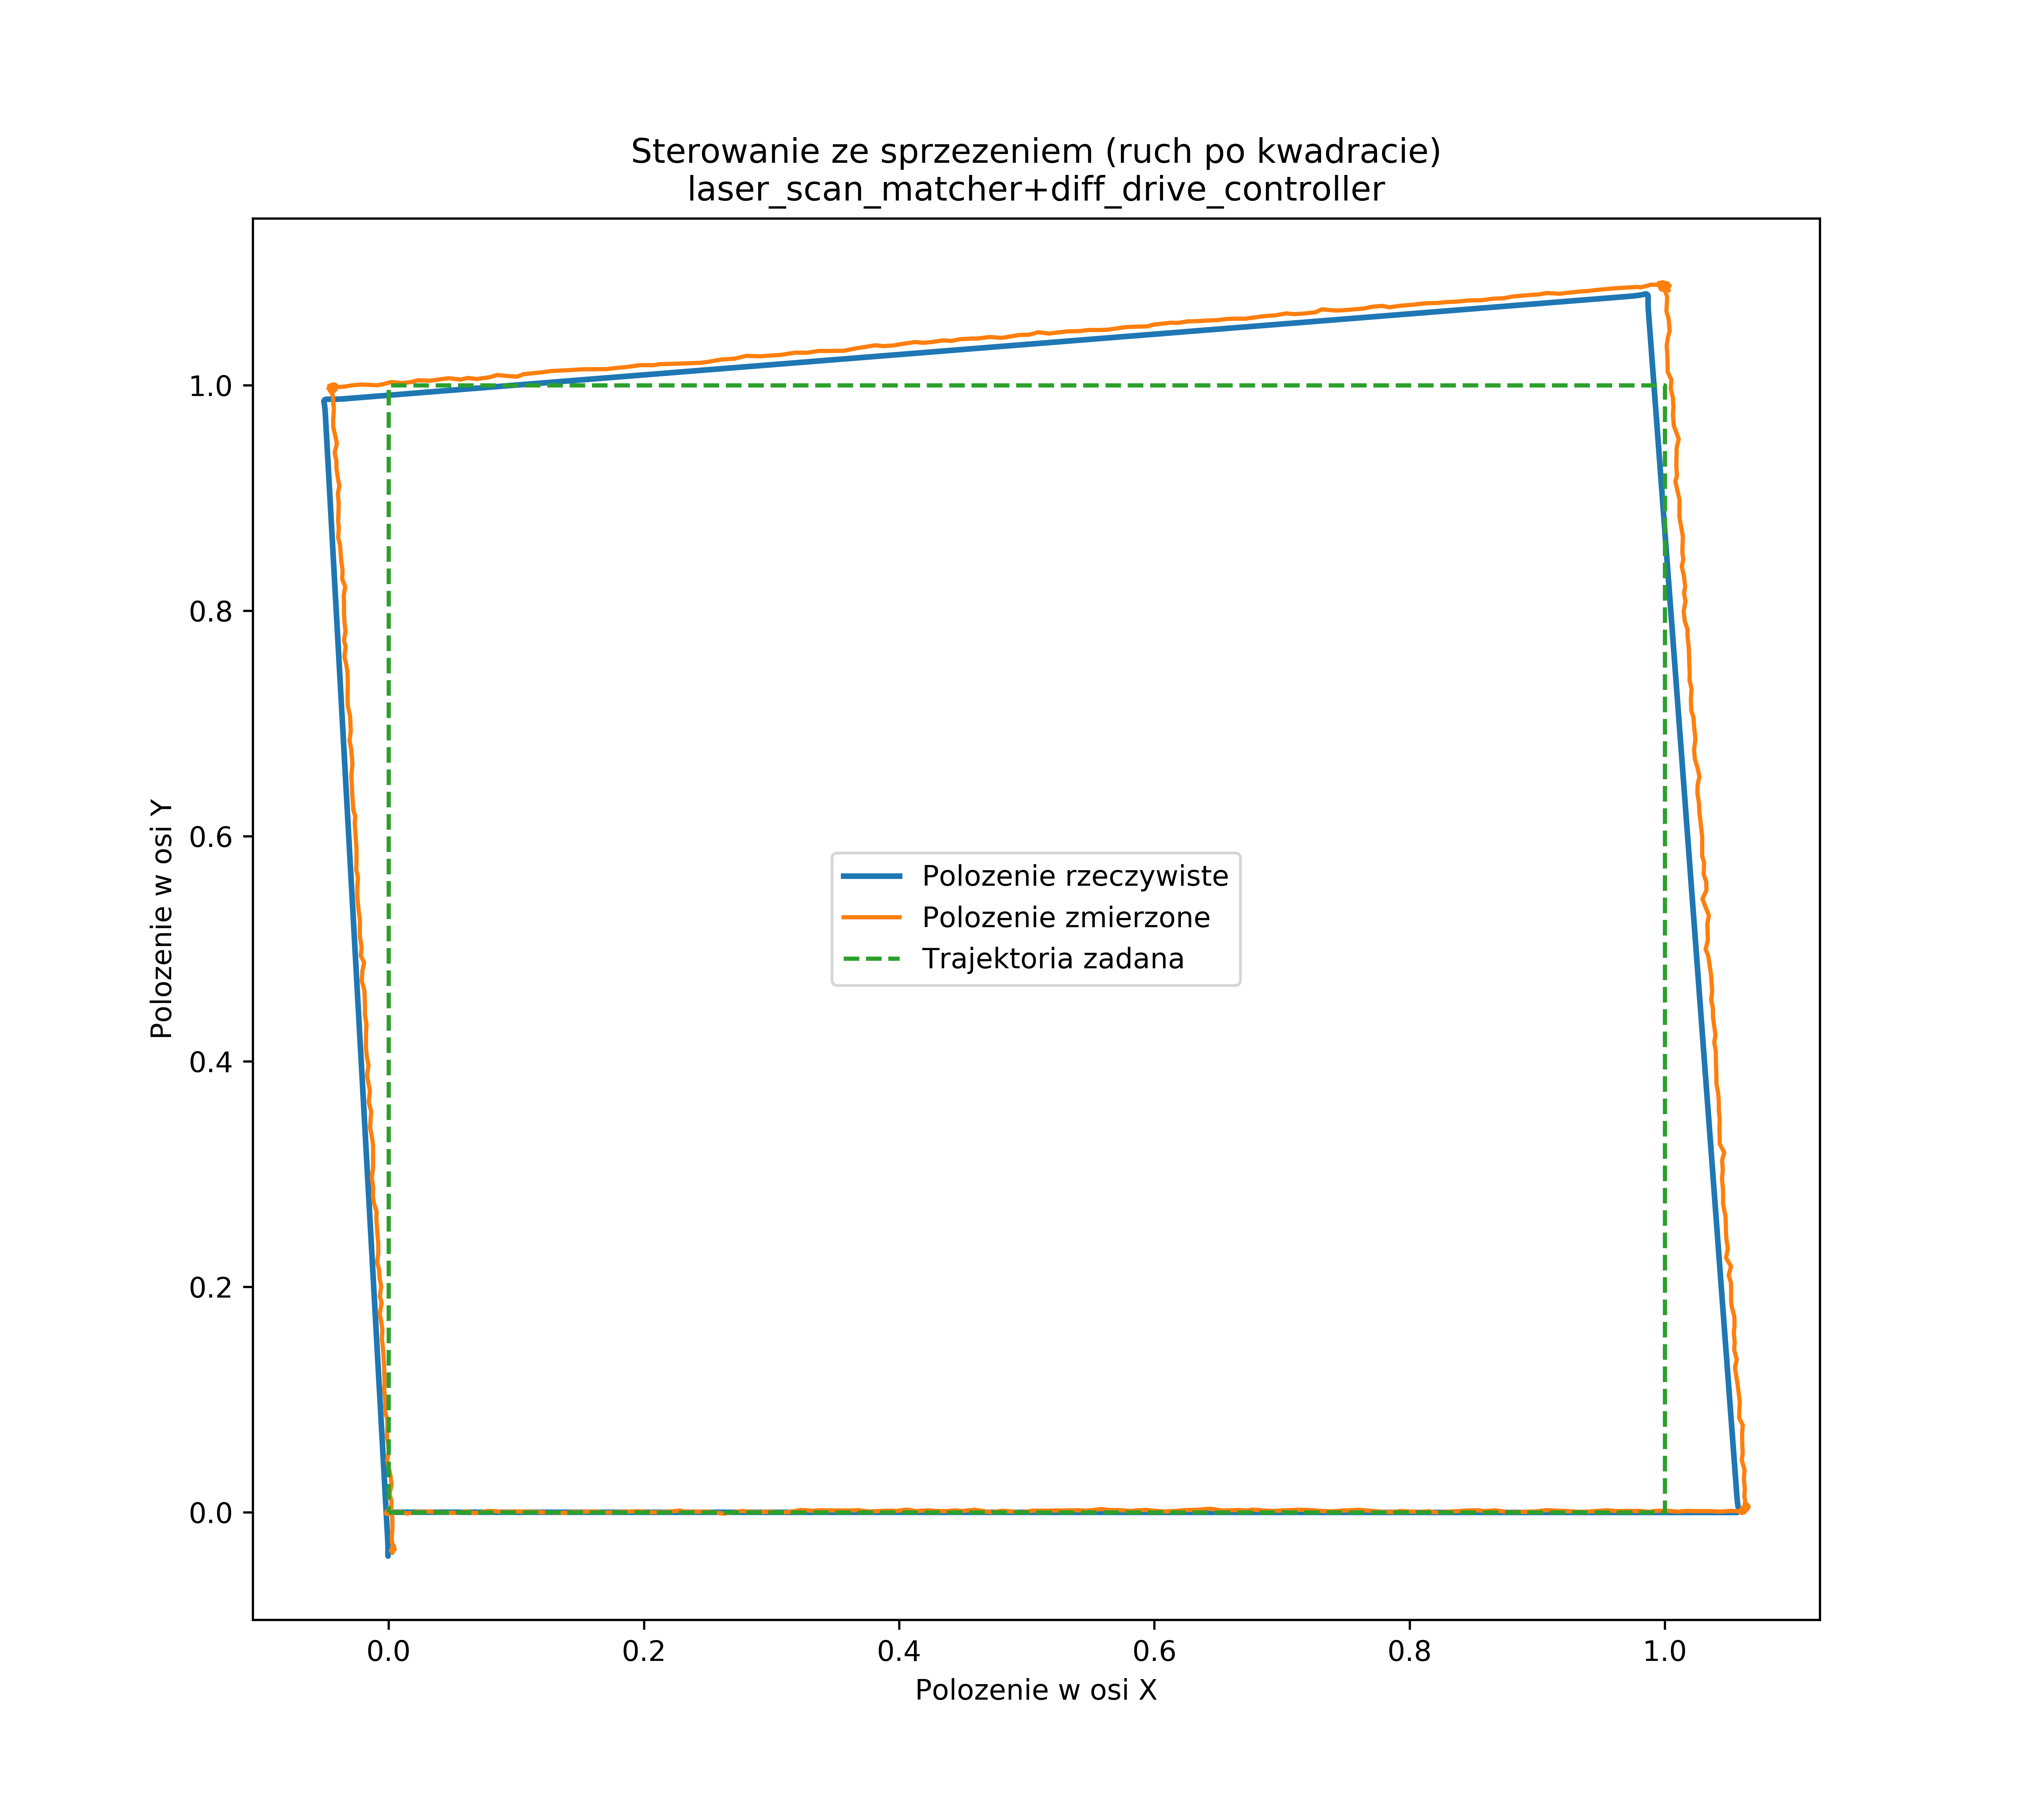 Sterowanie ze sprzezeniem (ruch po kwadracie)
laser_scan_matcher+diff_drive_controller
Polozenie w osi Y
1.0
0.8
0.6
0.4
0.2
0.0
Polozenie rzeczywiste
Polozenie zmierzone
Trajektoria zadana
0.0 0.2 0.4 0.6 0.8 1.0
Polozenie w osi X